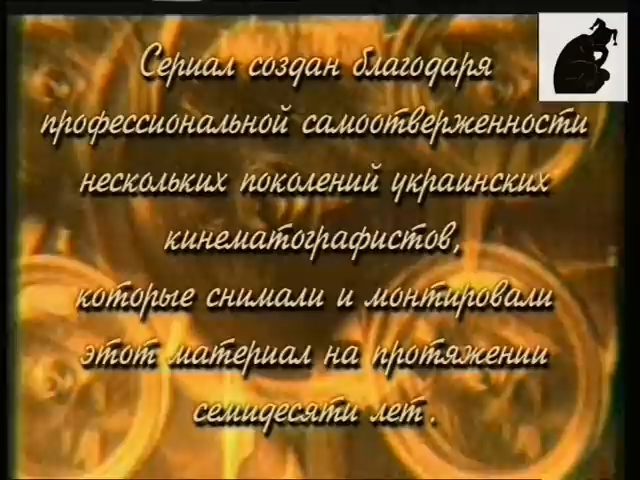 Сериал создан благодаря
профессиональной самоотверженности
нескольких поколений украинских
кинематографистов,
которые снимали и монтировали
этот материал на протяжении
семидесяти лет.